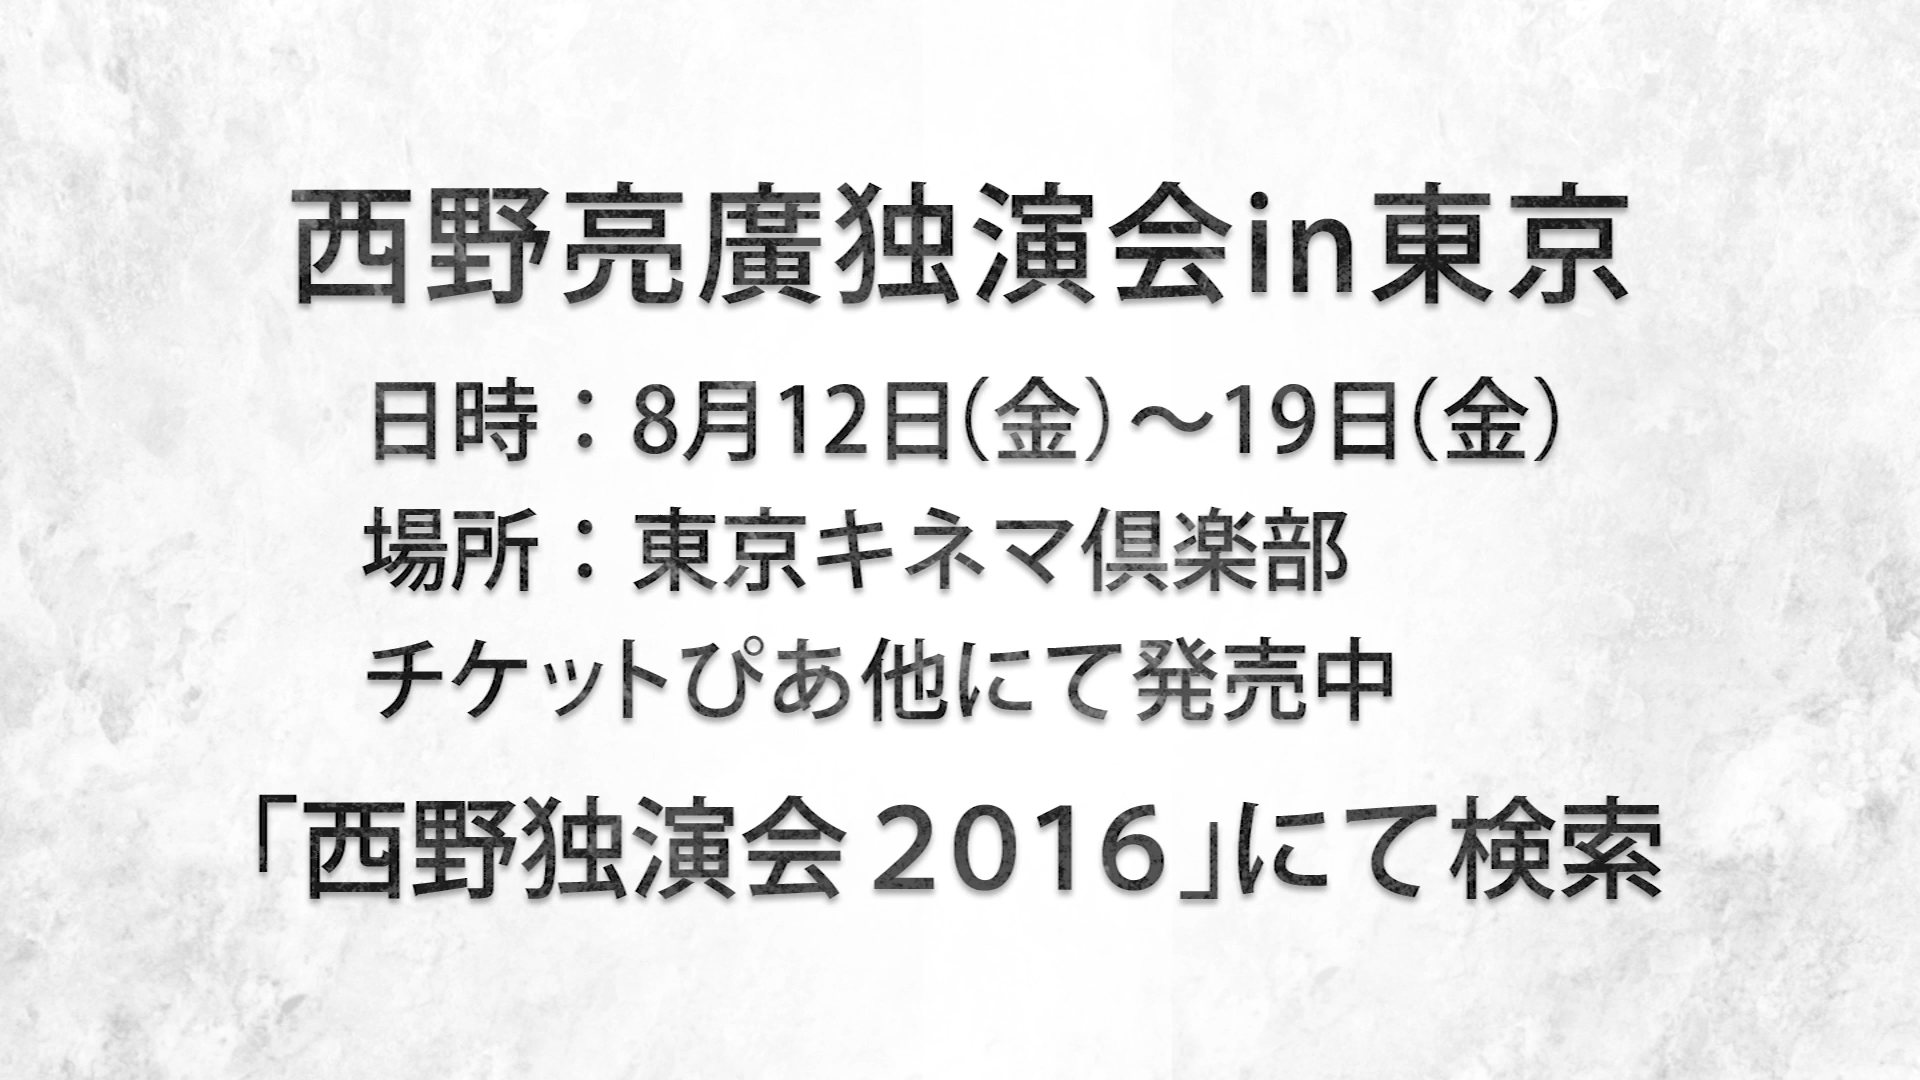 西野亮廣独演会in東京
日時：8月12日(金)～19日(金)
場所：東京キネマ倶楽部
チケットぴあ他にて発売中
「西野独演会2016」にて検索